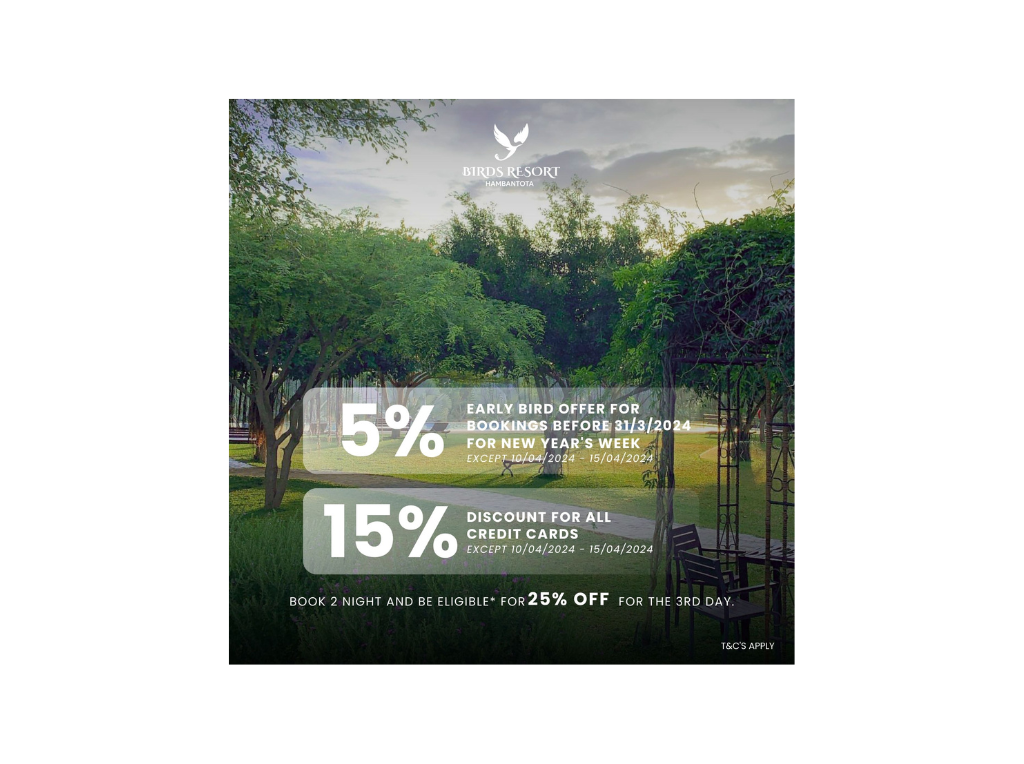 BIRDS RESORT
HAMBANTOTA
5%
EARLY BIRD OFFER FOR
BOOKINGS BEFORE 31/3/2024
FOR NEW YEAR'S WEEK
EXCEPT 10/04/2024 - 15/04/2024
15%
DISCOUNT FOR ALL
CREDIT CARDS
EXCEPT 10/04/2024 - 15/04/2024
BOOK 2 NIGHT AND BE ELIGIBLE* FOR 25% OFF FOR THE 3RD DAY.
T&C'S APPLY